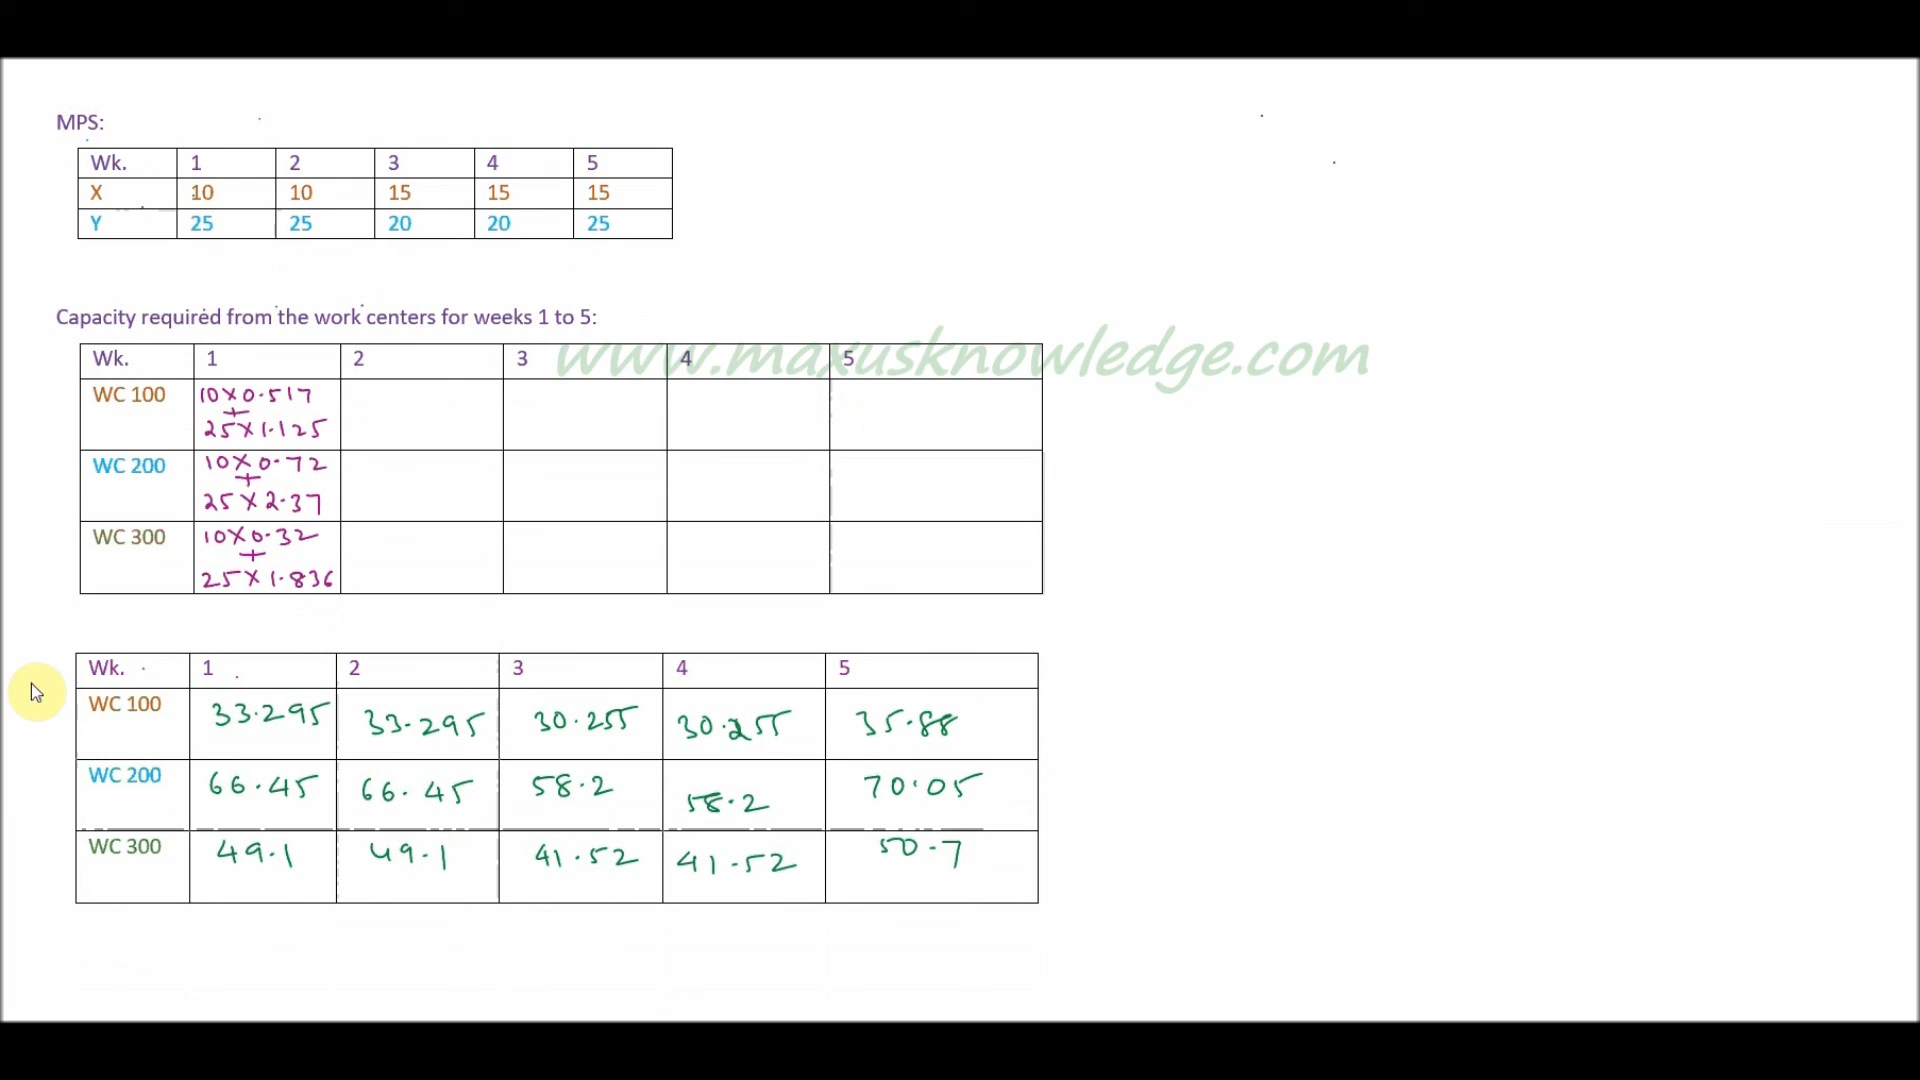 MPS:
Wk. 1 2 3 4 5
X 10 10 15 15 15
Y 25 25 20 20 25
Capacity required from the work centers for weeks 1 to 5:
www.maxusknowledge.com
Wk. 1 2 3 4 5
WC 100 10×0.517
+
25×1.125
WC 200 10×0.72
+
25×2.37
WC 300 10×0.32
+
25×1.836
Wk. 1 2 3 4 5
WC 100 33.295 33.295 30.255 30.255 35.88
WC 200 66.45 66.45 58.2 58.2 70.05
WC 300 49.1 49.1 41.52 41.52 50.7